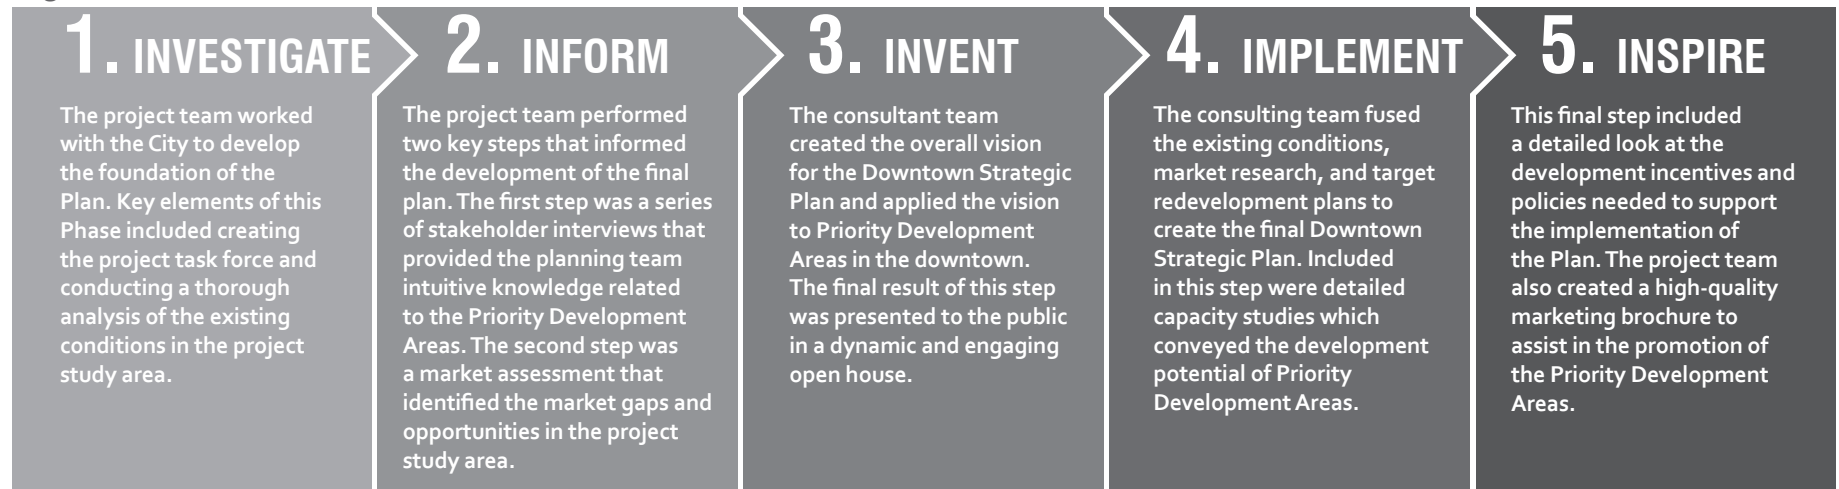 1. INVESTIGATE
The project team worked
with the City to develop
the foundation of the
Plan. Key elements of this
Phase included creating
the project task force and
conducting a thorough
analysis of the existing
conditions in the project
study area.
2. INFORM
The project team performed
two key steps that informed
the development of the final
plan. The first step was a series
of stakeholder interviews that
provided the planning team
intuitive knowledge related
to the Priority Development
Areas. The second step was
a market assessment that
identified the market gaps and
opportunities in the project
study area.
3. INVENT
The consultant team
created the overall vision
for the Downtown Strategic
Plan and applied the vision
to Priority Development
Areas in the downtown.
The final result of this step
was presented to the public
in a dynamic and engaging
open house.
4. IMPLEMENT
The consulting team fused
the existing conditions,
market research, and target
redevelopment plans to
create the final Downtown
Strategic Plan. Included
in this step were detailed
capacity studies which
conveyed the development
potential of Priority
Development Areas.
5. INSPIRE
This final step included
a detailed look at the
development incentives and
policies needed to support
the implementation of
the Plan. The project team
also created a high-quality
marketing brochure to
assist in the promotion of
the Priority Development
Areas.